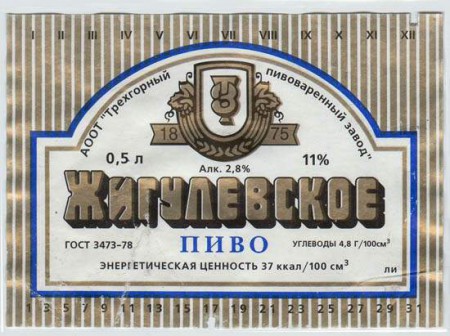 I II III IV V VI VII VIII IX X XI XII
АООТ "Трехгорный пивоваренный завод"
1875
0,5 л
Алк. 2,8%
11%
ЖИГУЛЕВСКОЕ
ГОСТ 3473-78
ПИВО
УГЛЕВОДЫ 4,8 Г/100см³
ЭНЕРГЕТИЧЕСКАЯ ЦЕННОСТЬ 37 ккал/100 см³
ли
1 3 5 7 9 11 13 15 17 19 21 23 25 27 29 31